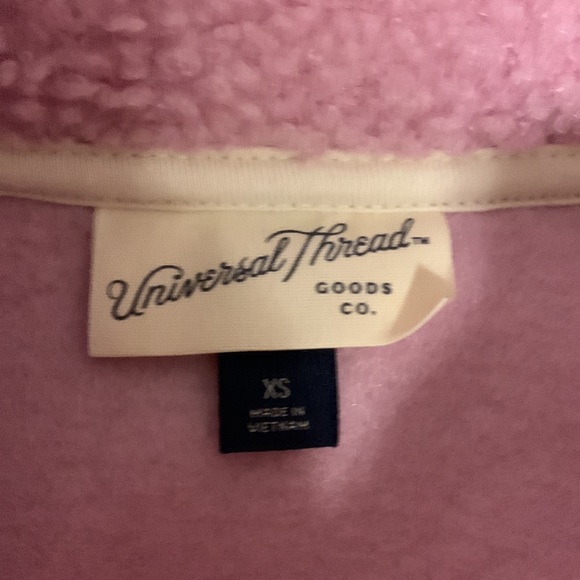 Universal Thread™
GOODS
CO.
XS
MADE IN
VIETNAM